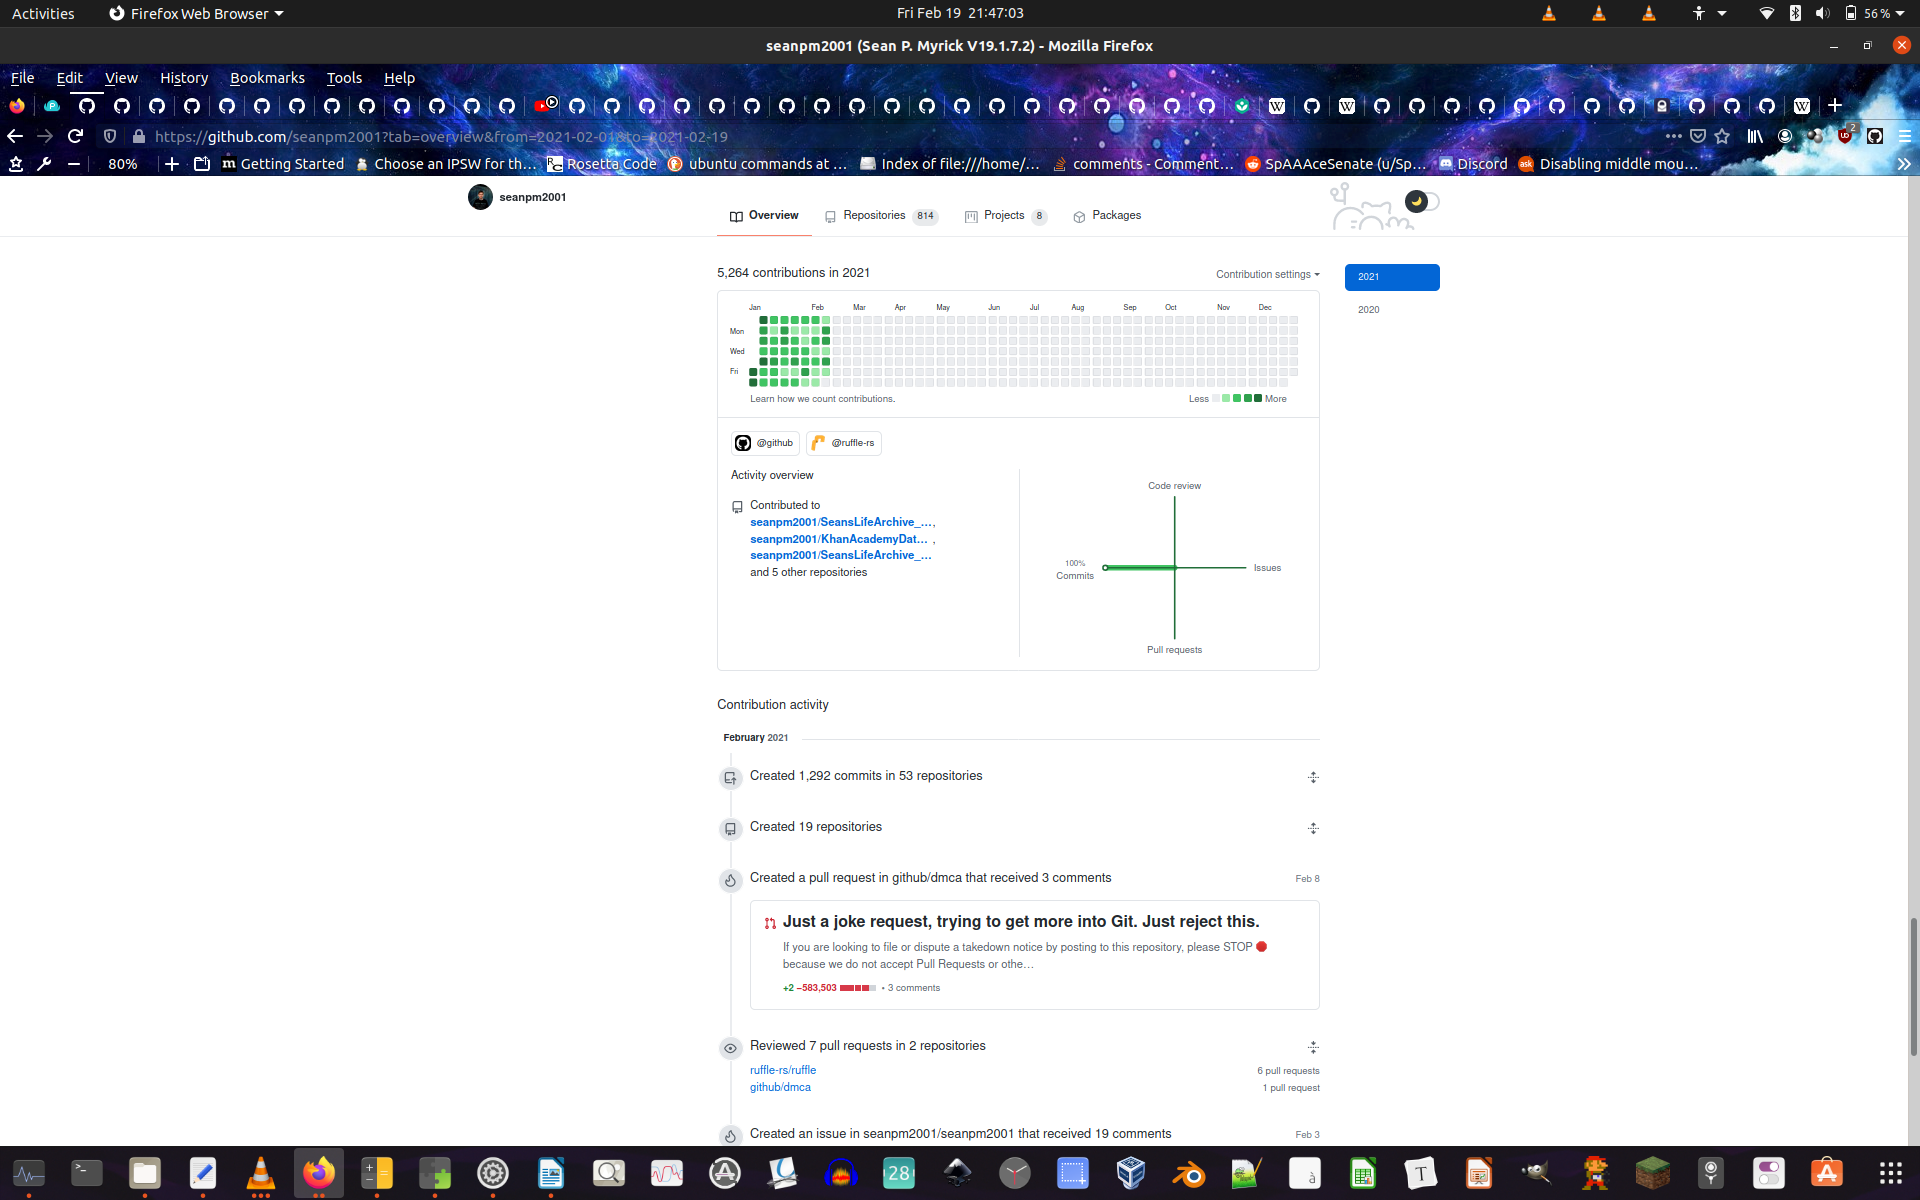 Activities
Firefox Web Browser
Fri Feb 19 21:47:03
56 %
seanpm2001 (Sean P. Myrick V19.1.7.2) - Mozilla Firefox
File Edit View History Bookmarks Tools Help
https://github.com/seanpm2001?tab=overview&from=2021-02-01&to=2021-02-19
2
80%
Getting Started
Choose an IPSW for th…
Rosetta Code
ubuntu commands at …
Index of file:///home/…
comments - Comment…
SpAAAceSenate (u/Sp…
Discord
Disabling middle mou…
seanpm2001
Overview
Repositories 814
Projects 8
Packages
5,264 contributions in 2021
Contribution settings
2021
2020
Jan Feb Mar Apr May Jun Jul Aug Sep Oct Nov Dec
Mon
Wed
Fri
Learn how we count contributions.
Less More
@github
@ruffle-rs
Activity overview
Contributed to
seanpm2001/SeansLifeArchive_… ,
seanpm2001/KhanAcademyDat… ,
seanpm2001/SeansLifeArchive_…
and 5 other repositories
Code review
100%
Commits
Issues
Pull requests
Contribution activity
February 2021
Created 1,292 commits in 53 repositories
Created 19 repositories
Created a pull request in github/dmca that received 3 comments
Feb 8
Just a joke request, trying to get more into Git. Just reject this.
If you are looking to file or dispute a takedown notice by posting to this repository, please STOP
because we do not accept Pull Requests or othe…
+2 −583,503 • 3 comments
Reviewed 7 pull requests in 2 repositories
ruffle-rs/ruffle
6 pull requests
github/dmca
1 pull request
Created an issue in seanpm2001/seanpm2001 that received 19 comments
Feb 3
28